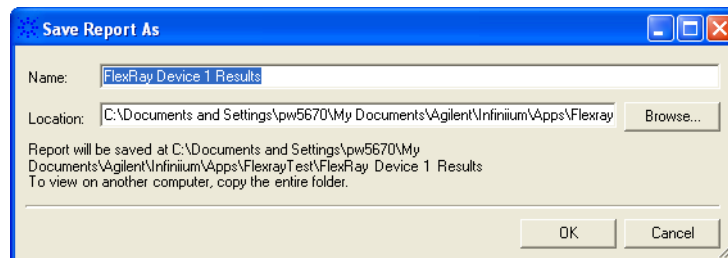 Save Report As
Name: FlexRay Device 1 Results
Location: C:\Documents and Settings\pw5670\My Documents\Agilent\Infiniium\Apps\Flexray Browse...
Report will be saved at C:\Documents and Settings\pw5670\My
Documents\Agilent\Infiniium\Apps\FlexrayTest\FlexRay Device 1 Results
To view on another computer, copy the entire folder.
OK Cancel